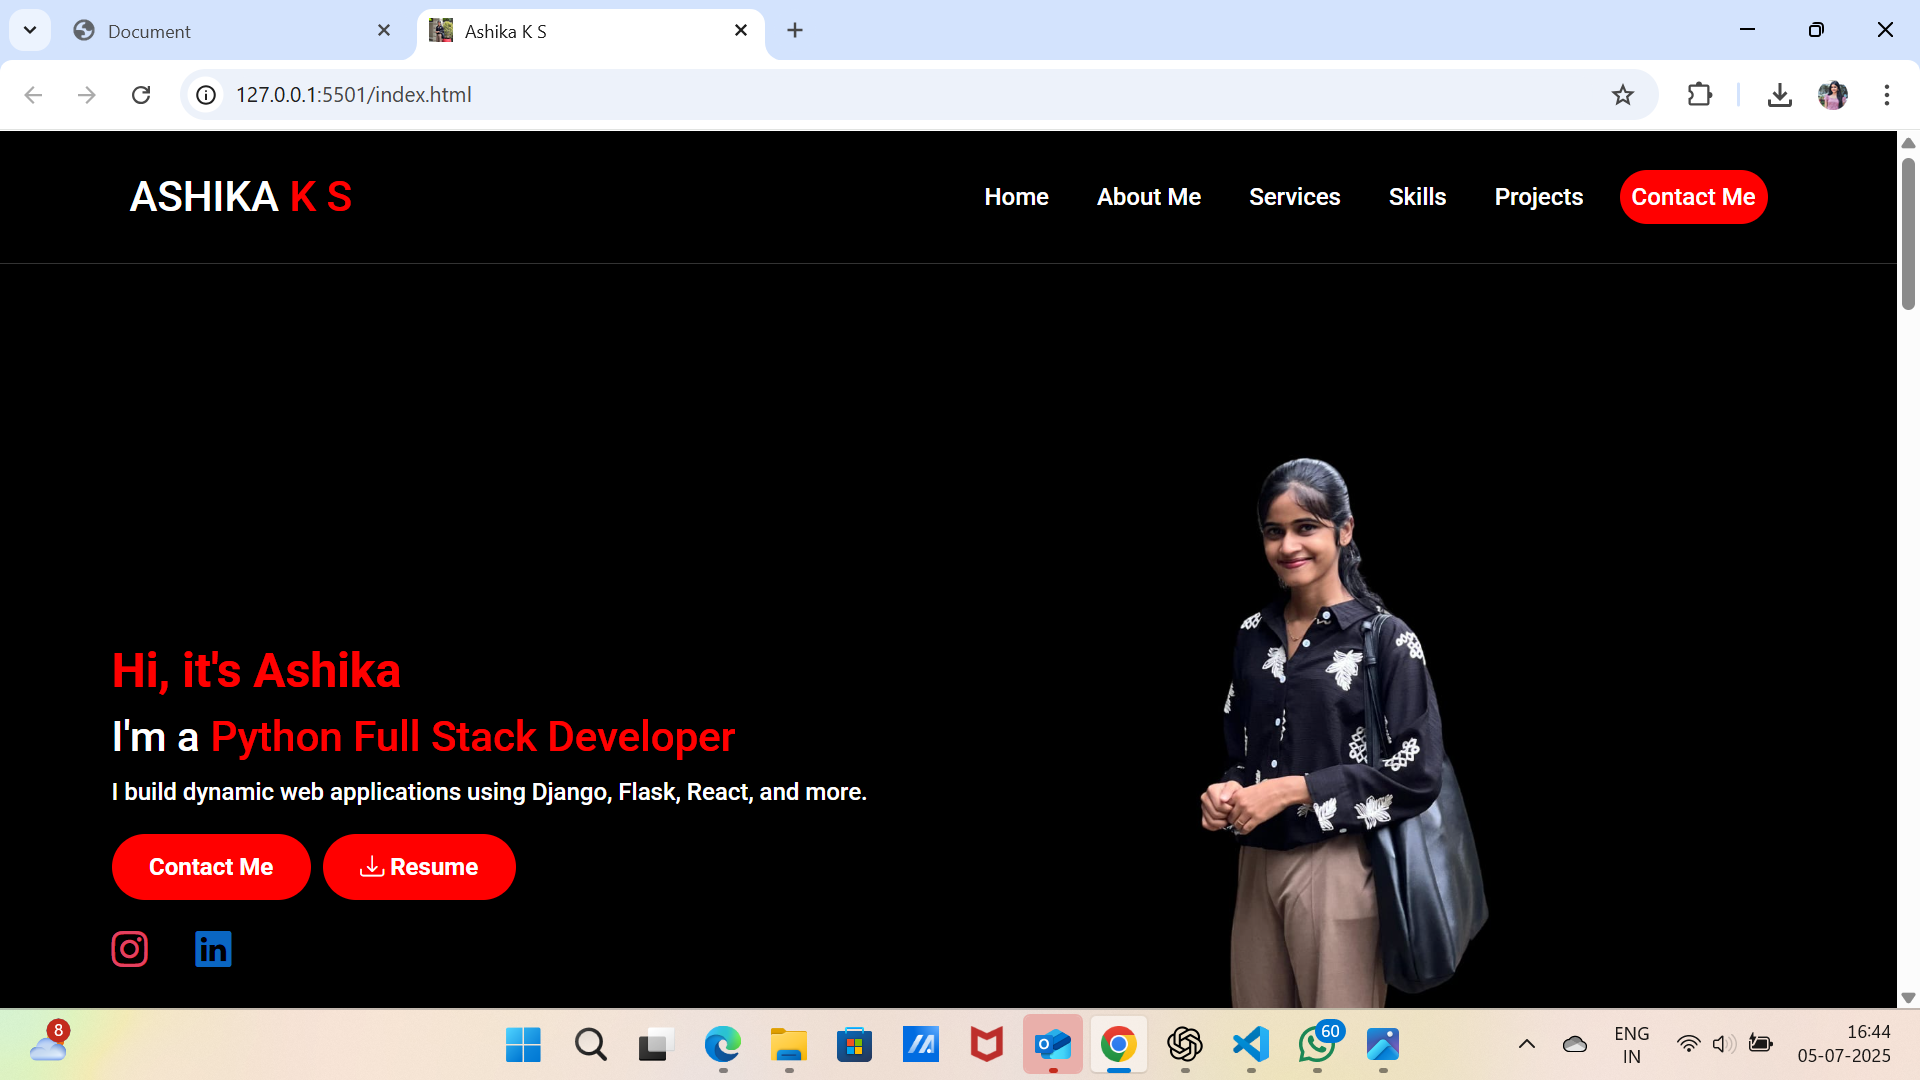 Document
Ashika K S
127.0.0.1:5501/index.html
ASHIKA K S
Home About Me Services Skills Projects Contact Me
Hi, it's Ashika
I'm a Python Full Stack Developer
I build dynamic web applications using Django, Flask, React, and more.
Contact Me Resume
in
8
60
ENG
IN
16:44
05-07-2025